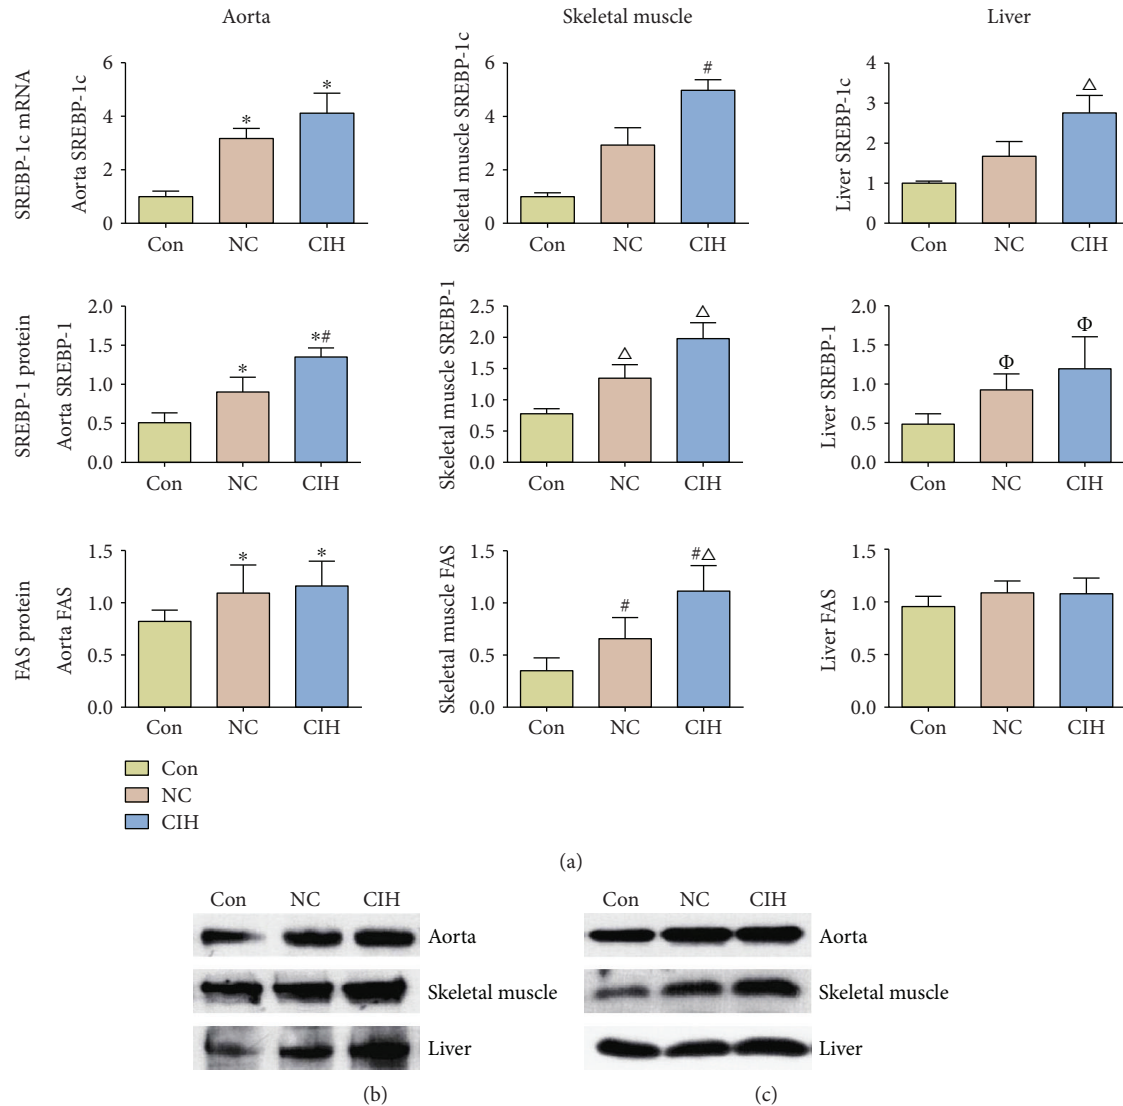 Aorta
Skeletal muscle
Liver
SREBP-1c mRNA
Aorta SREBP-1c
6
4
2
0
*
*
Con NC CIH
Skeletal muscle SREBP-1c
6
4
2
0
#
Con NC CIH
Liver SREBP-1c
4
3
2
1
0
△
Con NC CIH
SREBP-1 protein
Aorta SREBP-1
2.0
1.5
1.0
0.5
0.0
*
*#
Con NC CIH
Skeletal muscle SREBP-1
2.5
2.0
1.5
1.0
0.5
0.0
△
△
Con NC CIH
Liver SREBP-1
2.0
1.5
1.0
0.5
0.0
Φ
Φ
Con NC CIH
FAS protein
Aorta FAS
1.5
1.0
0.5
0.0
*
*
Con NC CIH
Skeletal muscle FAS
1.5
1.0
0.5
0.0
#
#△
Con NC CIH
Liver FAS
1.5
1.0
0.5
0.0
Con NC CIH
Con
NC
CIH
(a)
Con NC CIH
Aorta
Skeletal muscle
Liver
(b)
Con NC CIH
Aorta
Skeletal muscle
Liver
(c)